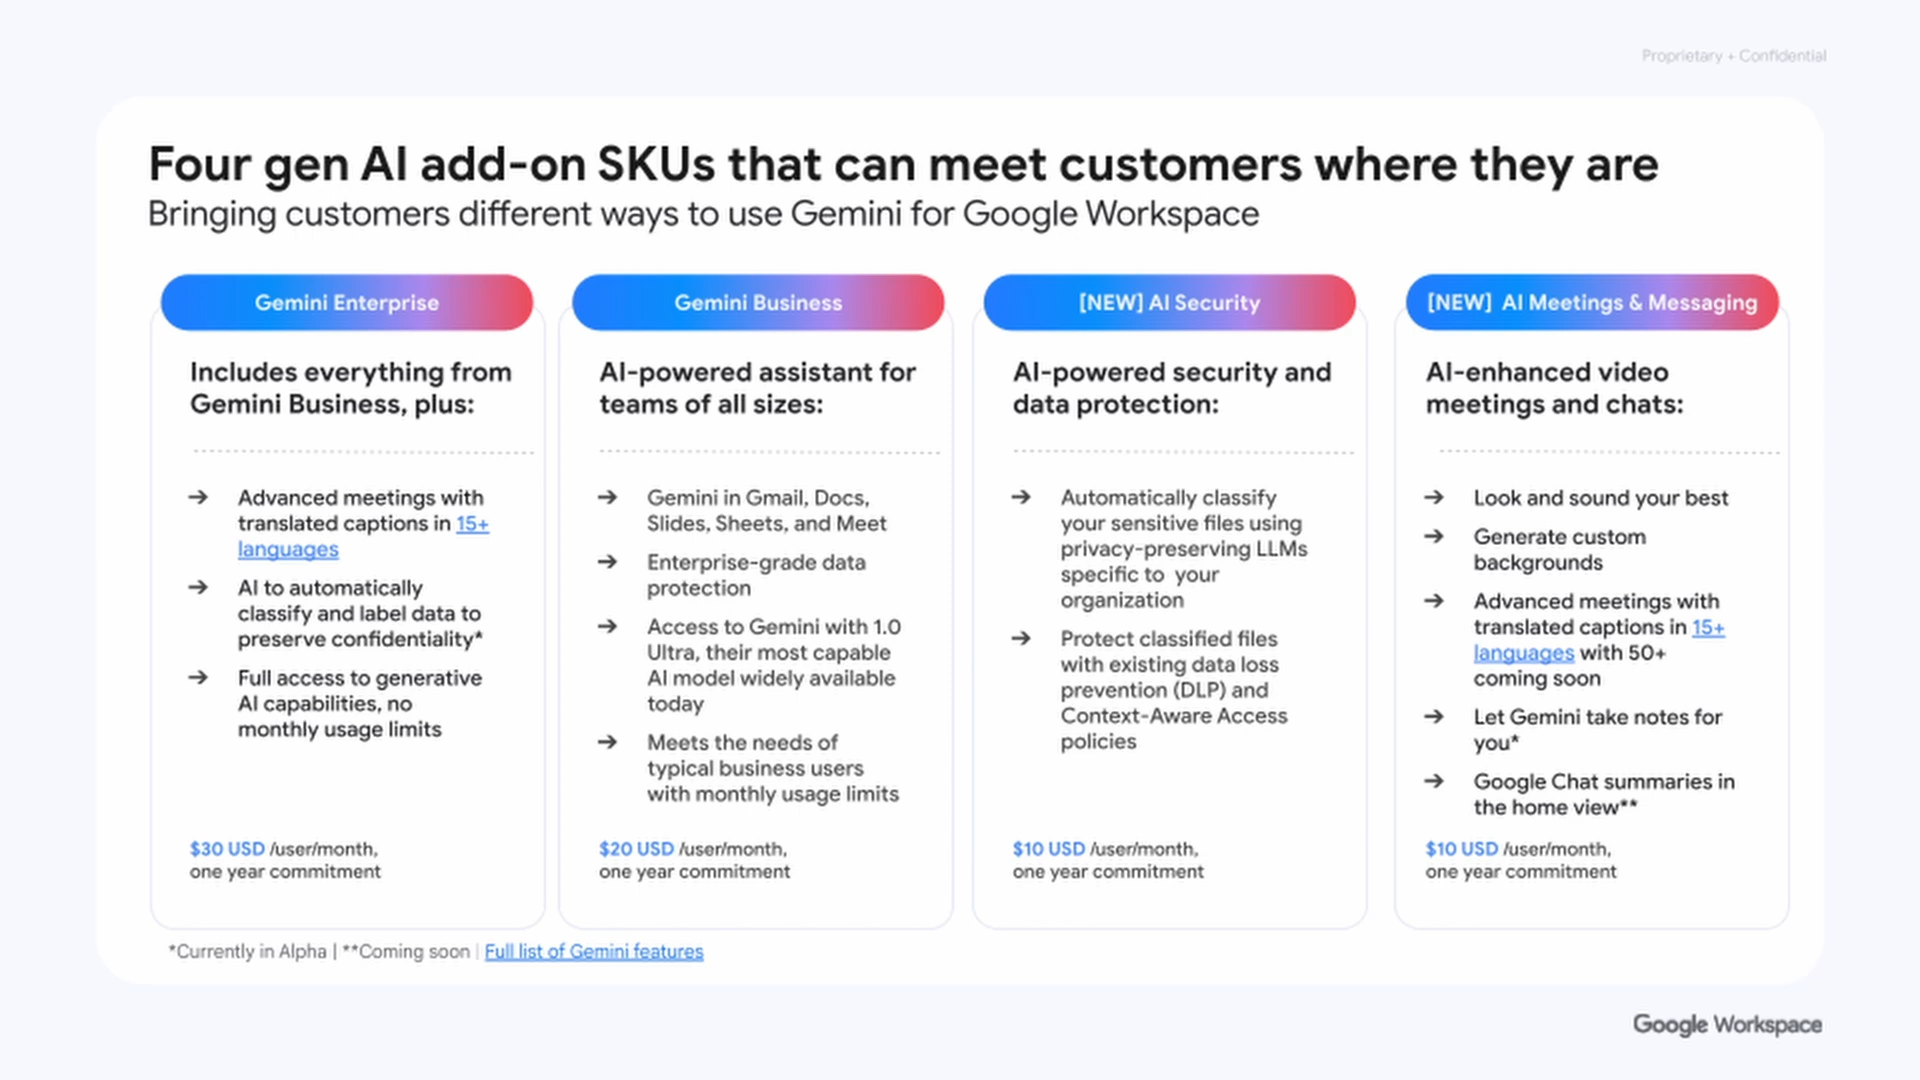 Proprietary + Confidential
Four gen AI add-on SKUs that can meet customers where they are
Bringing customers different ways to use Gemini for Google Workspace
Gemini Enterprise
Includes everything from
Gemini Business, plus:
→ Advanced meetings with
translated captions in 15+
languages
→ AI to automatically
classify and label data to
preserve confidentiality*
→ Full access to generative
AI capabilities, no
monthly usage limits
$30 USD /user/month,
one year commitment
Gemini Business
AI-powered assistant for
teams of all sizes:
→ Gemini in Gmail, Docs,
Slides, Sheets, and Meet
→ Enterprise-grade data
protection
→ Access to Gemini with 1.0
Ultra, their most capable
AI model widely available
today
→ Meets the needs of
typical business users
with monthly usage limits
$20 USD /user/month,
one year commitment
[NEW] AI Security
AI-powered security and
data protection:
→ Automatically classify
your sensitive files using
privacy-preserving LLMs
specific to your
organization
→ Protect classified files
with existing data loss
prevention (DLP) and
Context-Aware Access
policies
$10 USD /user/month,
one year commitment
[NEW] AI Meetings & Messaging
AI-enhanced video
meetings and chats:
→ Look and sound your best
→ Generate custom
backgrounds
→ Advanced meetings with
translated captions in 15+
languages with 50+
coming soon
→ Let Gemini take notes for
you*
→ Google Chat summaries in
the home view**
$10 USD /user/month,
one year commitment
*Currently in Alpha | **Coming soon | Full list of Gemini features
Google Workspace